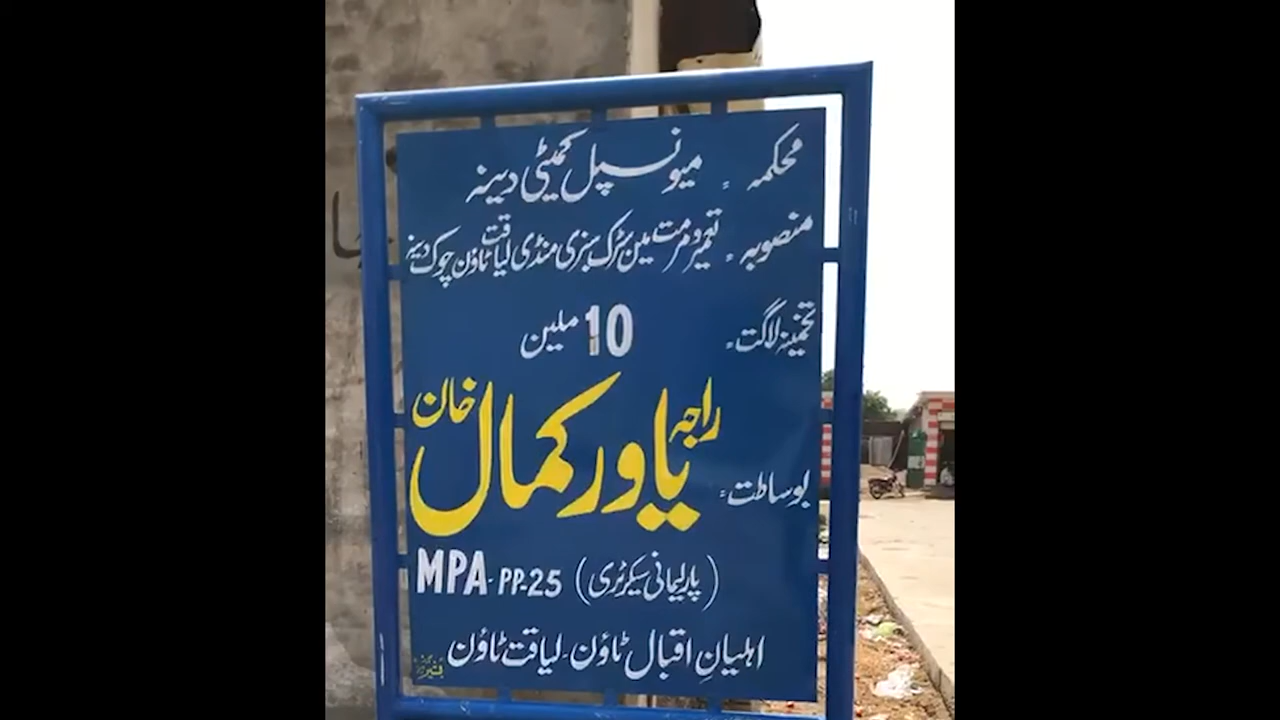 محکمہ = میونسپل کمیٹی دینہ
منصوبہ = تعمیر و مرمت مین سڑک سبزی منڈی لیاقت ٹاؤن چوک دینہ
تخمینہ لاگت = 10 ملین
بوساطت = راجہ یاور کمال خان
MPA- PP-25 (پارلیمانی سیکرٹری)
اہلیانِ اقبال ٹاؤن - لیاقت ٹاؤن